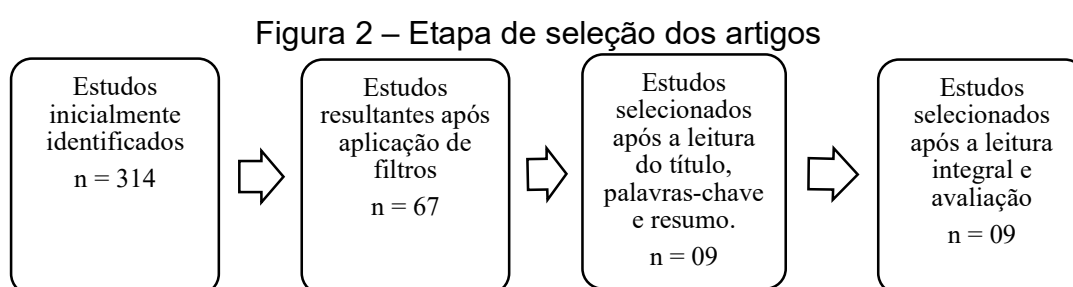 Figura 2 – Etapa de seleção dos artigos
Estudos
inicialmente
identificados
n = 314
Estudos
resultantes após
aplicação de
filtros
n = 67
Estudos
selecionados
após a leitura
do título,
palavras-chave
e resumo.
n = 09
Estudos
selecionados
após a leitura
integral e
avaliação
n = 09